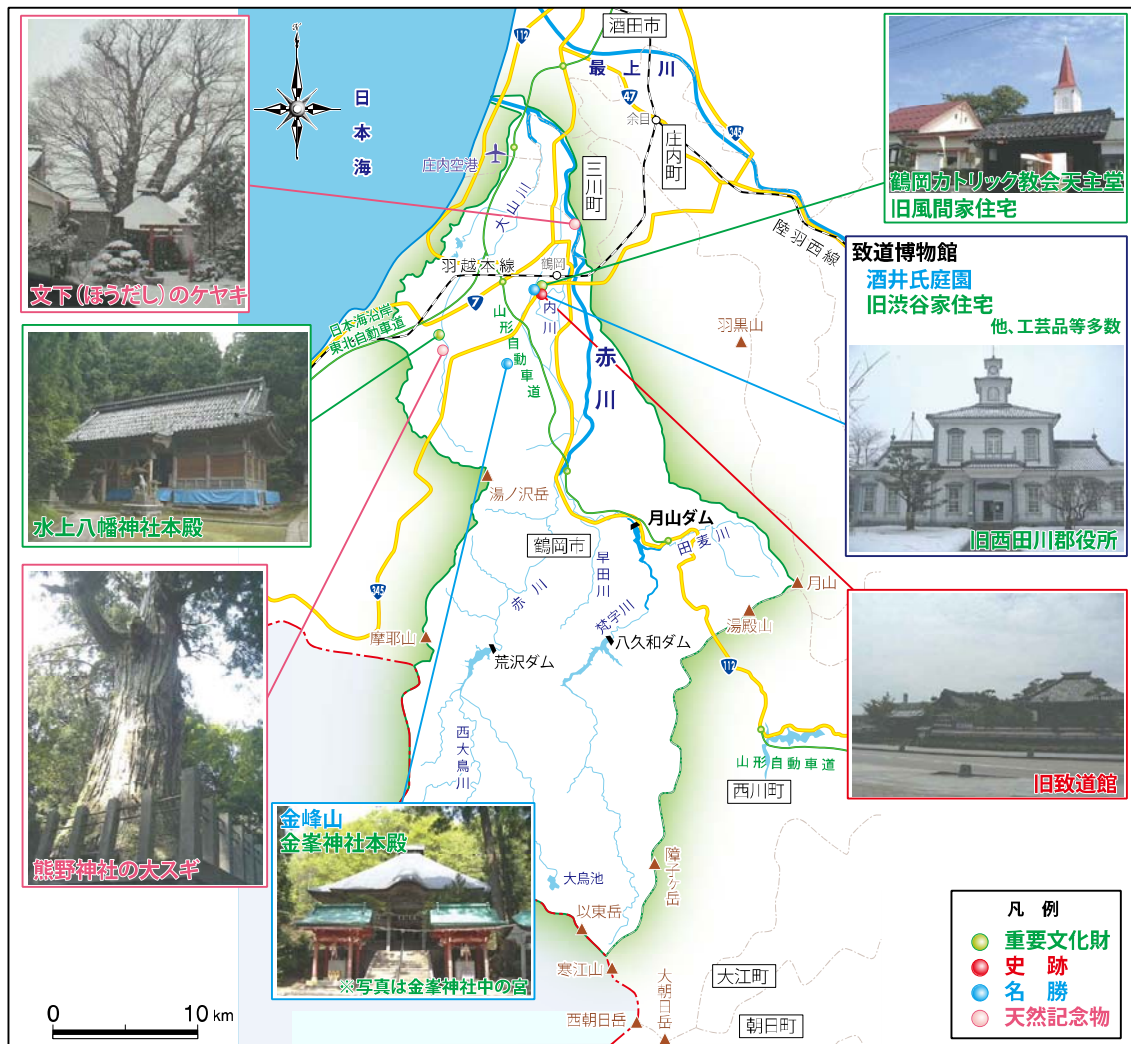 文下(ほうだし)のケヤキ
水上八幡神社本殿
熊野神社の大スギ
金峰山
金峯神社本殿
※写真は金峯神社中の宮
鶴岡カトリック教会天主堂
旧風間家住宅
致道博物館
酒井氏庭園
旧渋谷家住宅
他、工芸品等多数
旧西田川郡役所
旧致道館
N
日本海
112
酒田市
最上川
47
余目
345
庄内町
庄内空港
三川町
大山川
陸羽西線
羽越本線
鶴岡
7
内川
日本海沿岸
東北自動車道
山形自動車道
赤川
羽黒山
湯ノ沢岳
月山ダム
鶴岡市
田麦川
早田川
月山
赤川
梵字川
湯殿山
345
摩耶山
八久和ダム
荒沢ダム
112
西大鳥川
山形自動車道
西川町
障子ヶ岳
大鳥池
以東岳
寒江山
大江町
大朝日岳
西朝日岳
朝日町
凡 例
重要文化財
史 跡
名 勝
天然記念物
0 10 km